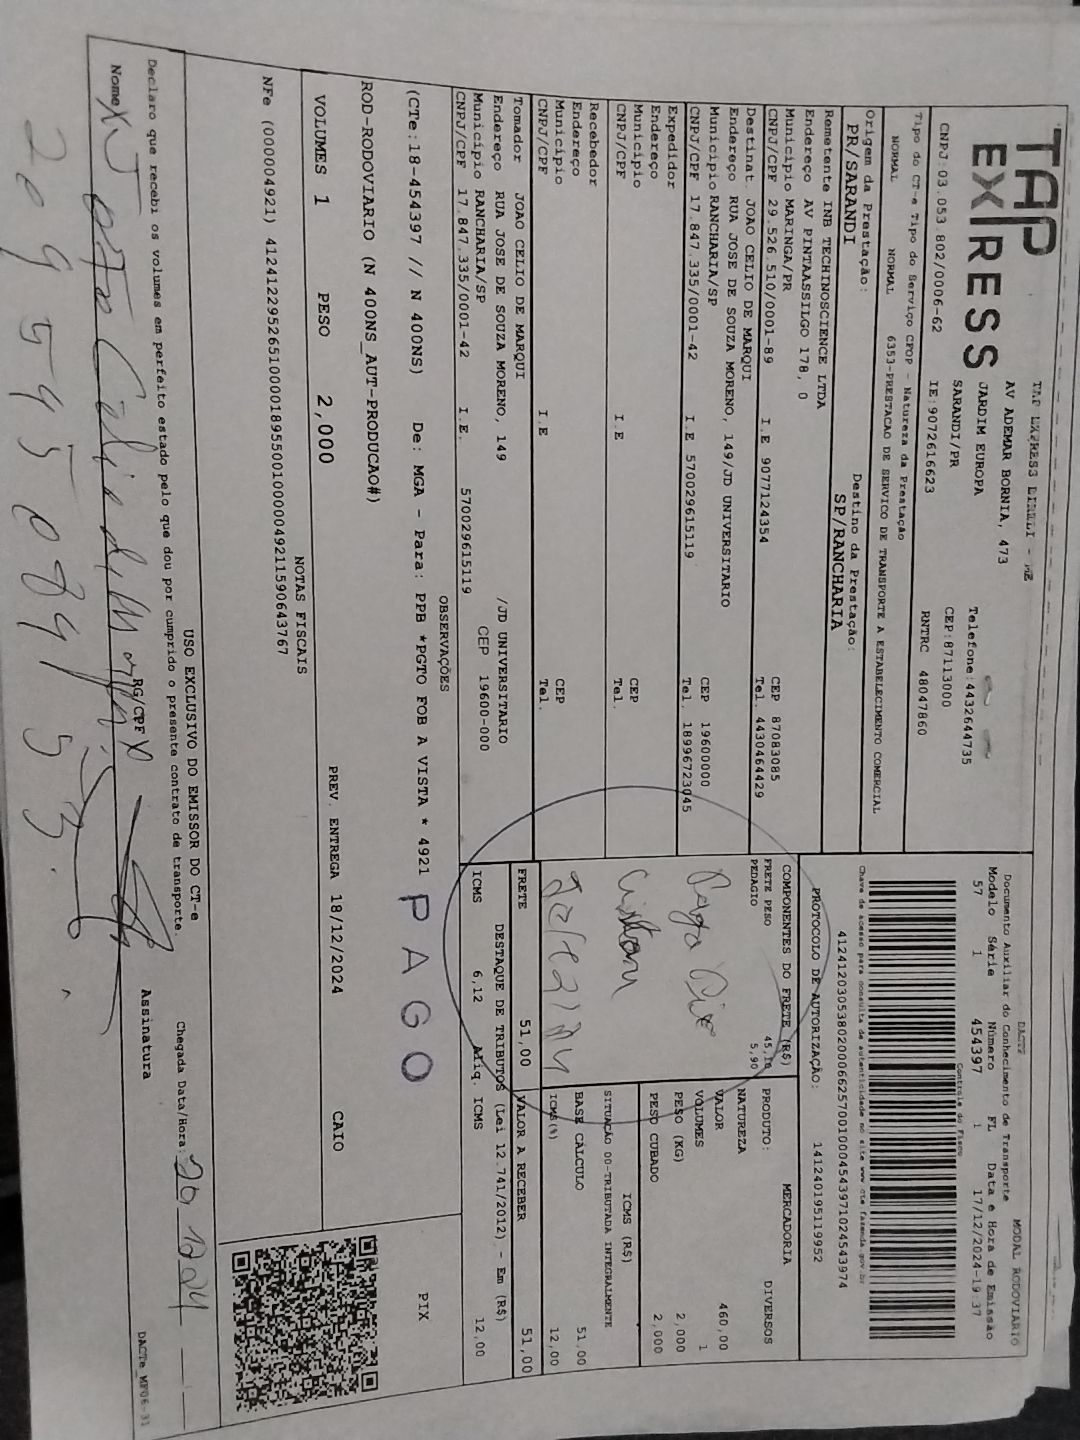 TAP
EXPRESS
TAP EXPRESS EIRELI - ME
AV ADEMAR BORNIA, 473
JARDIM EUROPA
SARANDI/PR
Telefone:4432644735
CEP:87113000
CNPJ:03.053.802/0006-62
IE:9072616623
RNTRC 48047860
DACTE
MODAL RODOVIARIO
Documento Auxiliar do Conhecimento de Transporte
Modelo Série Número FL Data e Hora de Emissão
57 1 454397 1 17/12/2024-19:37
Controle do Fisco
Chave de acesso para consulta de autenticidade no site www.cte.fazenda.gov.br
41241203053802000662570010004543971024543974
PROTOCOLO DE AUTORIZAÇÃO: 141240195119952
Tipo do CT-e Tipo do Serviço CFOP - Natureza da Prestação
NORMAL NORMAL 6353-PRESTACAO DE SERVICO DE TRANSPORTE A ESTABELECIMENTO COMERCIAL
Origem da Prestação: Destino da Prestação:
PR/SARANDI SP/RANCHARIA
Remetente INB TECHINOSCIENCE LTDA
Endereço AV PINTAASSILGO 178, 0
Município MARINGA/PR CEP 87083085
CNPJ/CPF 29.526.510/0001-89 I.E 9077124354 Tel. 4430464429
Destinat. JOAO CELIO DE MARQUI
Endereço RUA JOSE DE SOUZA MORENO, 149/JD UNIVERSITARIO
Município RANCHARIA/SP CEP 19600000
CNPJ/CPF 17.847.335/0001-42 I.E 570029615119 Tel. 18996723045
Expedidor
Endereço
Município CEP
CNPJ/CPF I.E Tel.
Recebedor
Endereço
Município CEP
CNPJ/CPF I.E Tel.
Tomador JOAO CELIO DE MARQUI
Endereço RUA JOSE DE SOUZA MORENO, 149 /JD UNIVERSITARIO
Município RANCHARIA/SP CEP 19600-000
CNPJ/CPF 17.847.335/0001-42 I.E. 570029615119
COMPONENTES DO FRETE (R$)
FRETE PESO 45,10
PEDAGIO 5,90
MERCADORIA
PRODUTO: DIVERSOS
NATUREZA
VALOR 460,00
VOLUMES 1
PESO (KG) 2,000
PESO CUBADO 2,000
ICMS (R$)
SITUAÇÃO 00-TRIBUTADA INTEGRALMENTE
BASE CÁLCULO 51,00
ICMS(%) 12,00
FRETE 51,00
VALOR A RECEBER 51,00
DESTAQUE DE TRIBUTOS (Lei 12.741/2012) - Em (R$)
ICMS 6,12 Aliq. ICMS 12,00
OBSERVAÇÕES
(CTe:18-454397 // N 400NS) De: MGA - Para: PPB *PGTO FOB A VISTA * 4921
PAGO
PIX
ROD-RODOVIARIO (N 400NS_AUT-PRODUCAO#)
VOLUMES 1 PESO 2,000 PREV. ENTREGA 18/12/2024 CAIO
NOTAS FISCAIS
NFe (000004921) 41241229526510000189550010000049211590643767
USO EXCLUSIVO DO EMISSOR DO CT-e
Declaro que recebi os volumes em perfeito estado pelo que dou por cumprido o presente contrato de transporte.
Chegada Data/Hora: 20 12 24
Nome
RG/CPF
Assinatura
DACTe_MF06-31